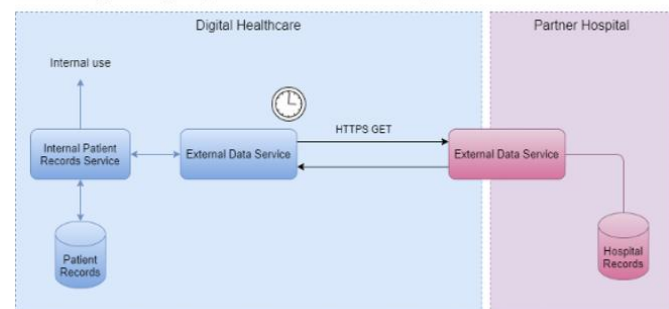 Digital Healthcare
Partner Hospital
Internal use
HTTPS GET
Internal Patient
Records Service
External Data Service
External Data Service
Patient
Records
Hospital
Records